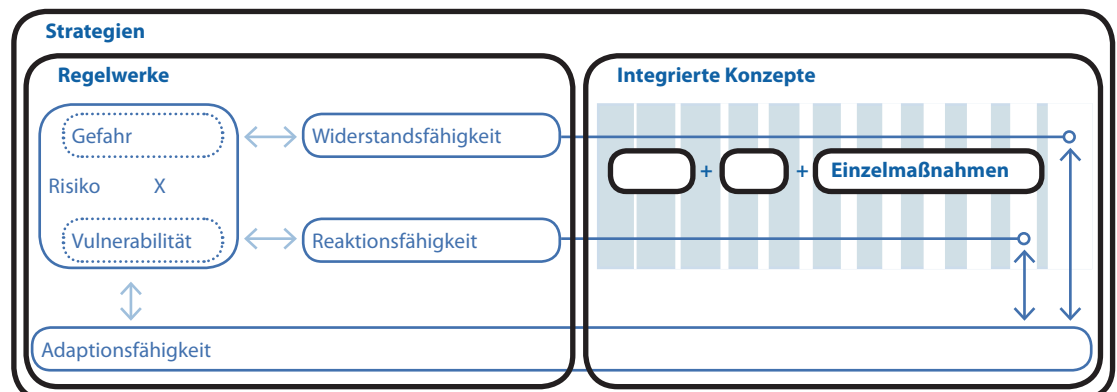 Strategien
Regelwerke
Integrierte Konzepte
Gefahr
Widerstandsfähigkeit
+ + Einzelmaßnahmen
Risiko X
Vulnerabilität
Reaktionsfähigkeit
Adaptionsfähigkeit